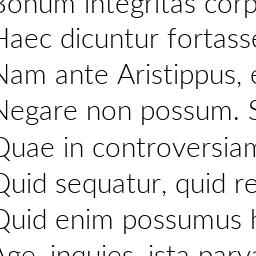 Bonum integritas corp
Haec dicuntur fortasse
Nam ante Aristippus, e
Negare non possum. S
Quae in controversiam
Quid sequatur, quid re
Quid enim possumus h
Age, inquies, ista parva